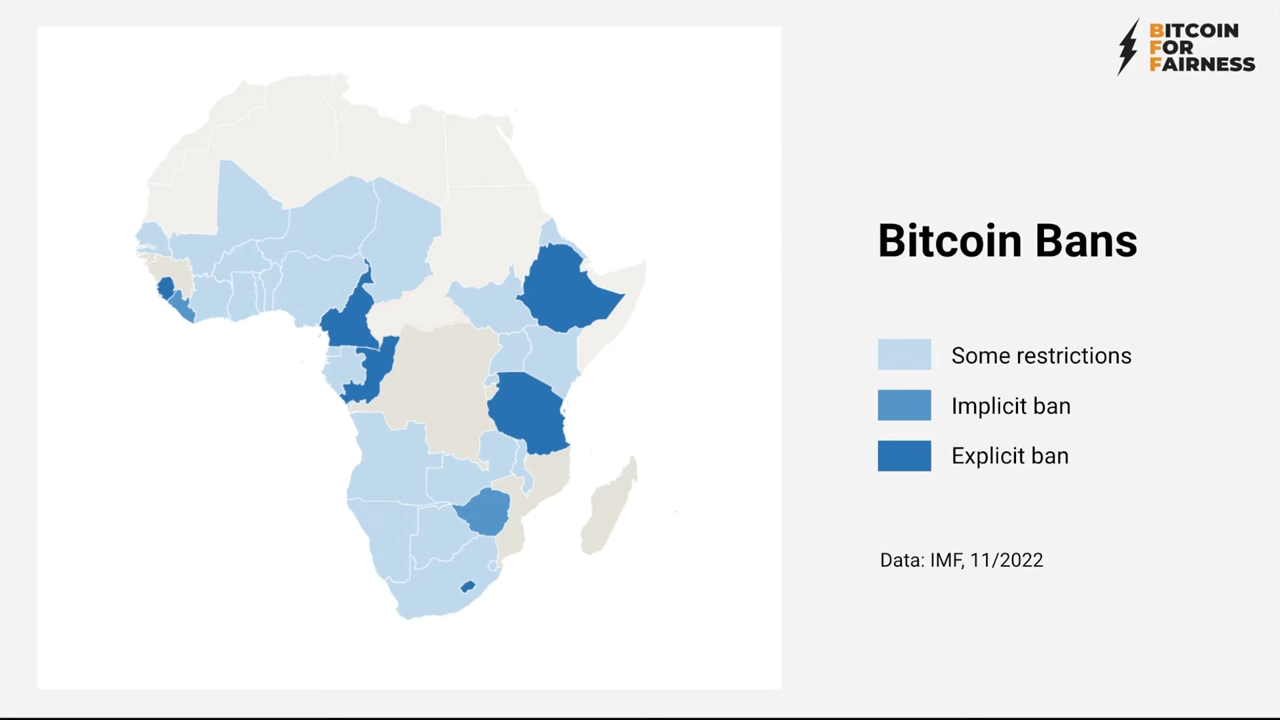 BITCOIN
FOR
FAIRNESS
Bitcoin Bans
Some restrictions
Implicit ban
Explicit ban
Data: IMF, 11/2022